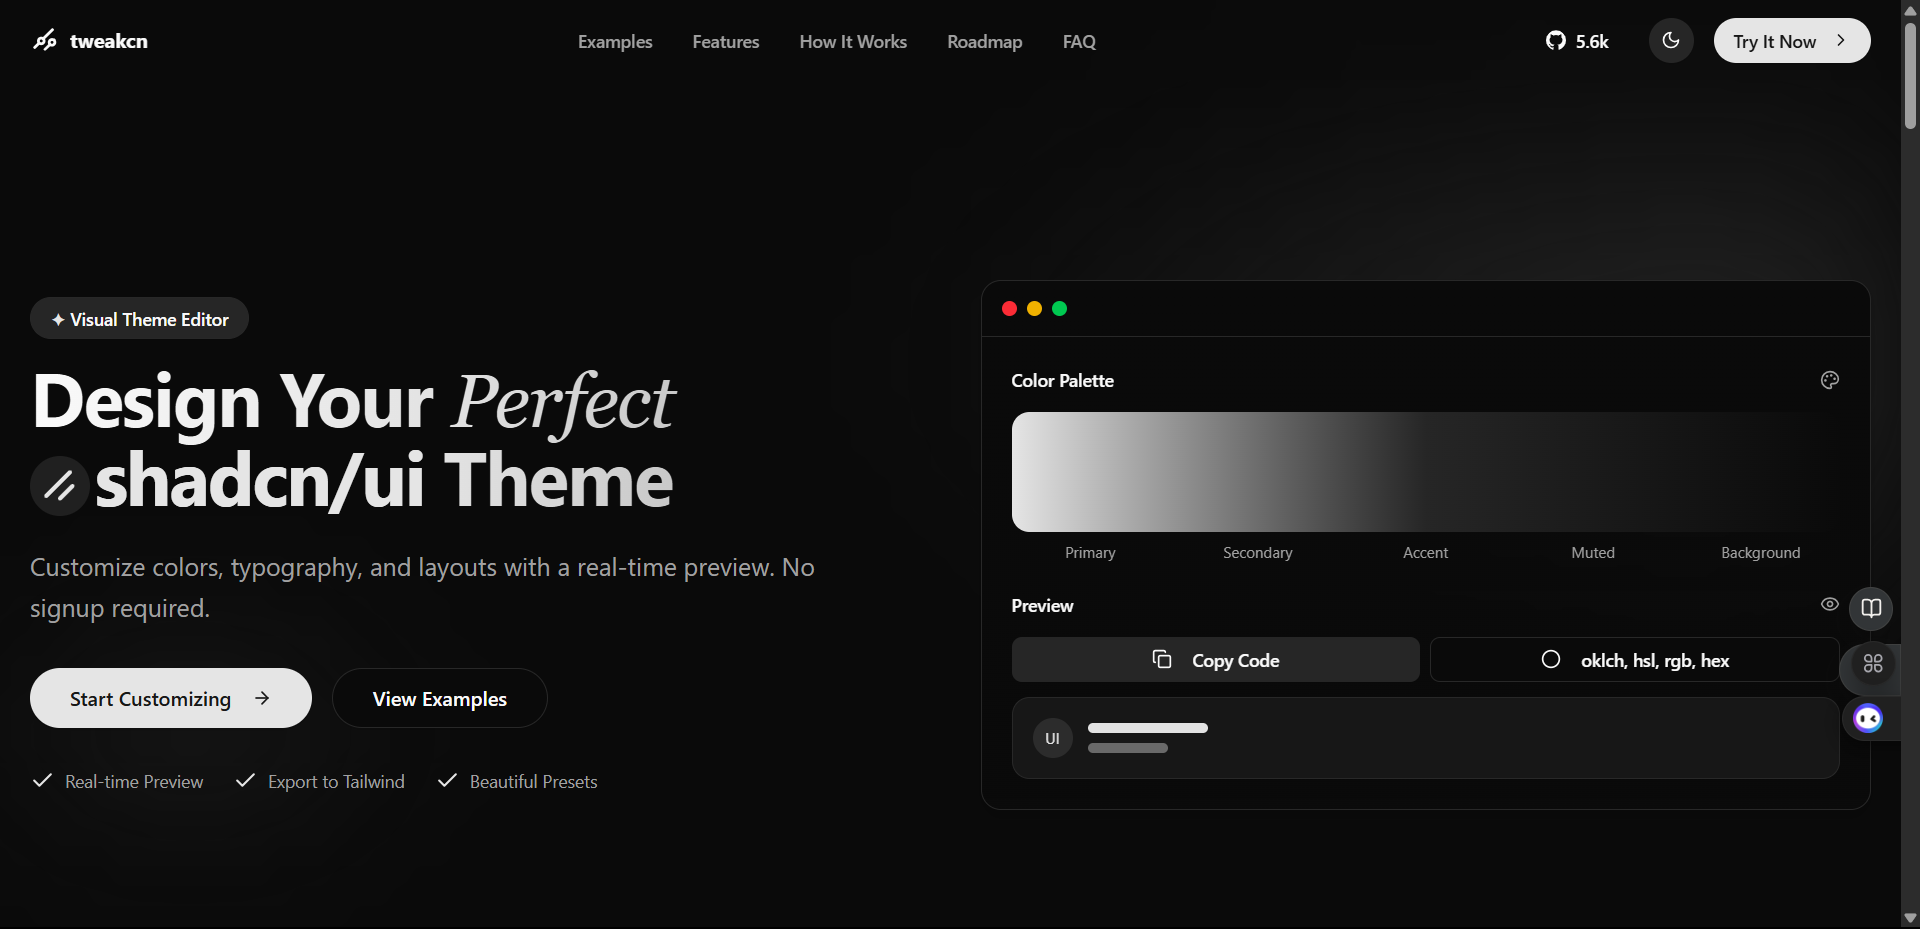 tweakcn
Examples
Features
How It Works
Roadmap
FAQ
5.6k
Try It Now
✦ Visual Theme Editor
Design Your Perfect
shadcn/ui Theme
Customize colors, typography, and layouts with a real-time preview. No
signup required.
Start Customizing
View Examples
Real-time Preview
Export to Tailwind
Beautiful Presets
Color Palette
Primary
Secondary
Accent
Muted
Background
Preview
Copy Code
oklch, hsl, rgb, hex
UI